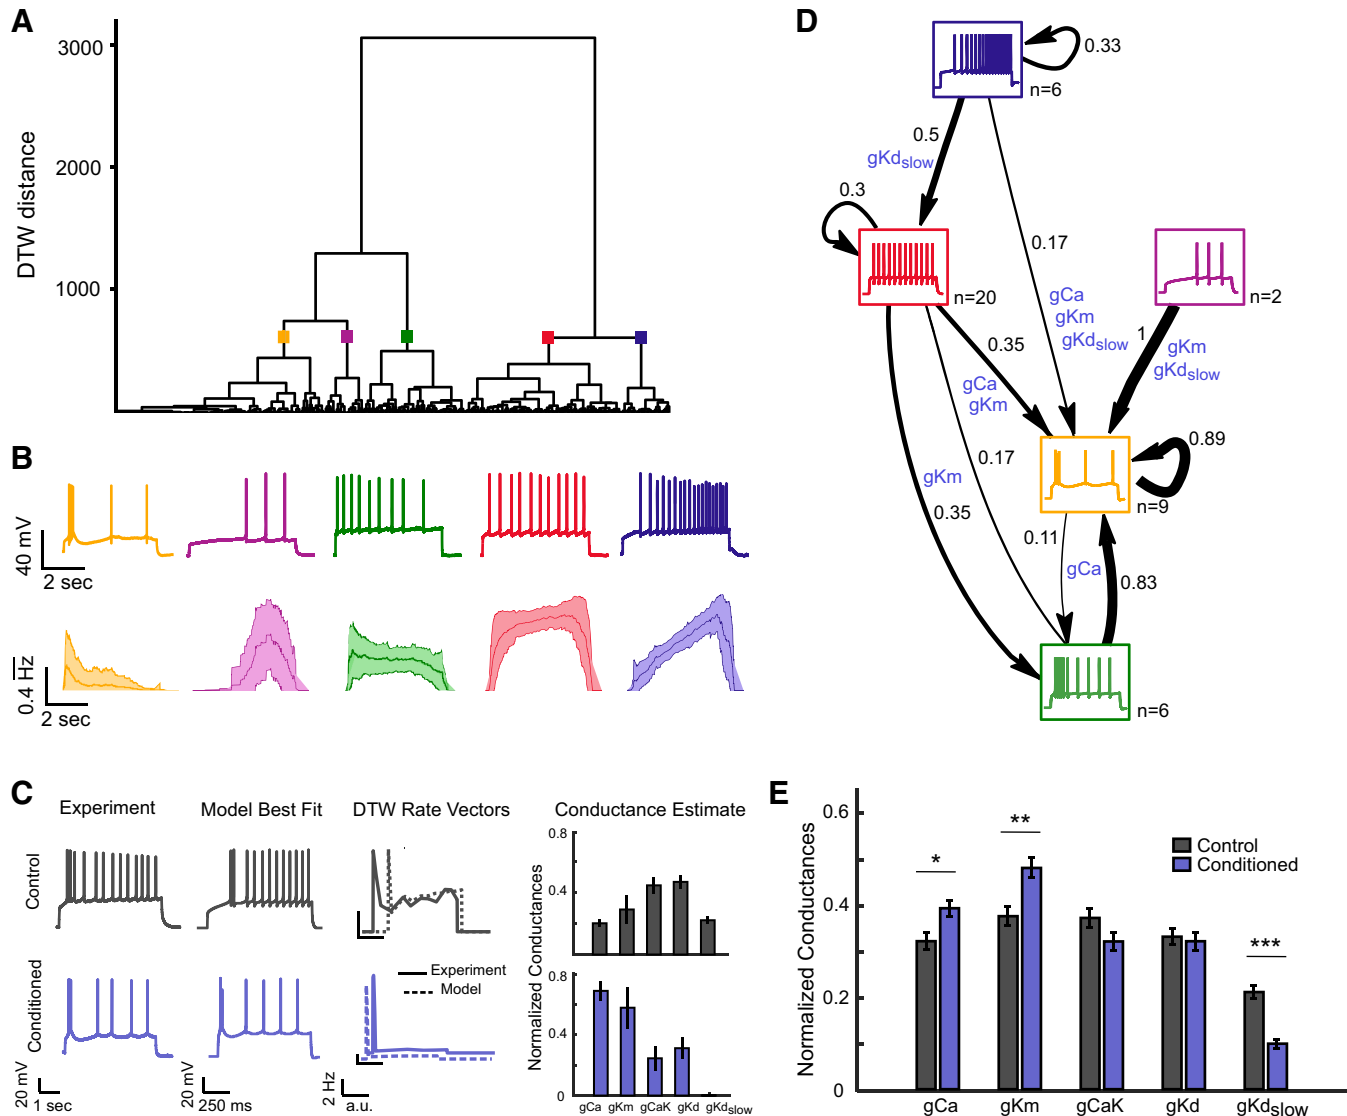 A
DTW distance
3000
2000
1000
B
40 mV
2 sec
0.4 Hz
2 sec
C
Experiment
Model Best Fit
DTW Rate Vectors
Conductance Estimate
Control
Conditioned
Experiment
Model
20 mV
1 sec
20 mV
250 ms
2 Hz
a.u.
Normalized Conductances
0.8
0.4
0
0.8
0.4
0
gCa
gKm
gCaK
gKd
gKdslow
D
0.33
n=6
0.5
gKdslow
0.3
n=20
0.17
gCa
gKm
gKdslow
n=2
1
gKm
gKdslow
0.35
gCa
gKm
0.17
gKm
0.35
0.89
n=9
0.11
gCa
0.83
n=6
E
Normalized Conductances
0.6
0.4
0.2
0
*
**
***
Control
Conditioned
gCa
gKm
gCaK
gKd
gKdslow